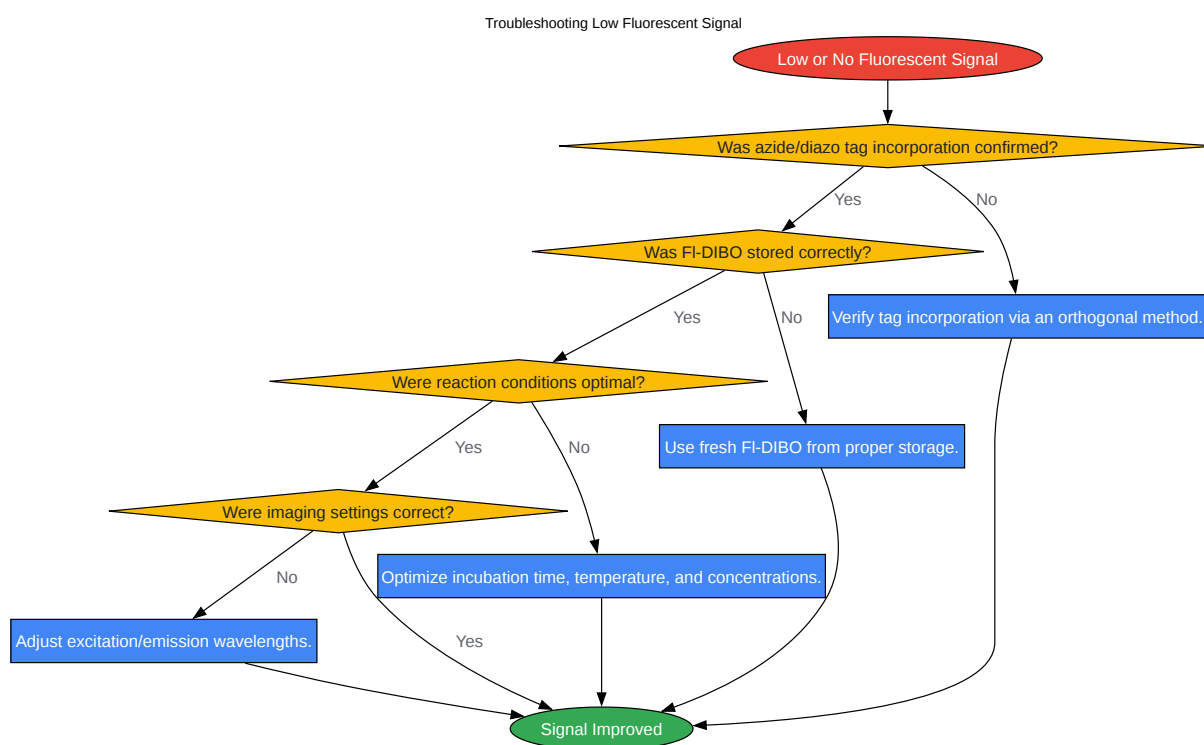 Troubleshooting Low Fluorescent Signal
Low or No Fluorescent Signal
Was azide/diazo tag incorporation confirmed?
Yes
No
Was Fl-DIBO stored correctly?
Yes
No
Verify tag incorporation via an orthogonal method.
Were reaction conditions optimal?
Yes
No
Use fresh Fl-DIBO from proper storage.
Were imaging settings correct?
No
Optimize incubation time, temperature, and concentrations.
Adjust excitation/emission wavelengths.
Yes
Signal Improved